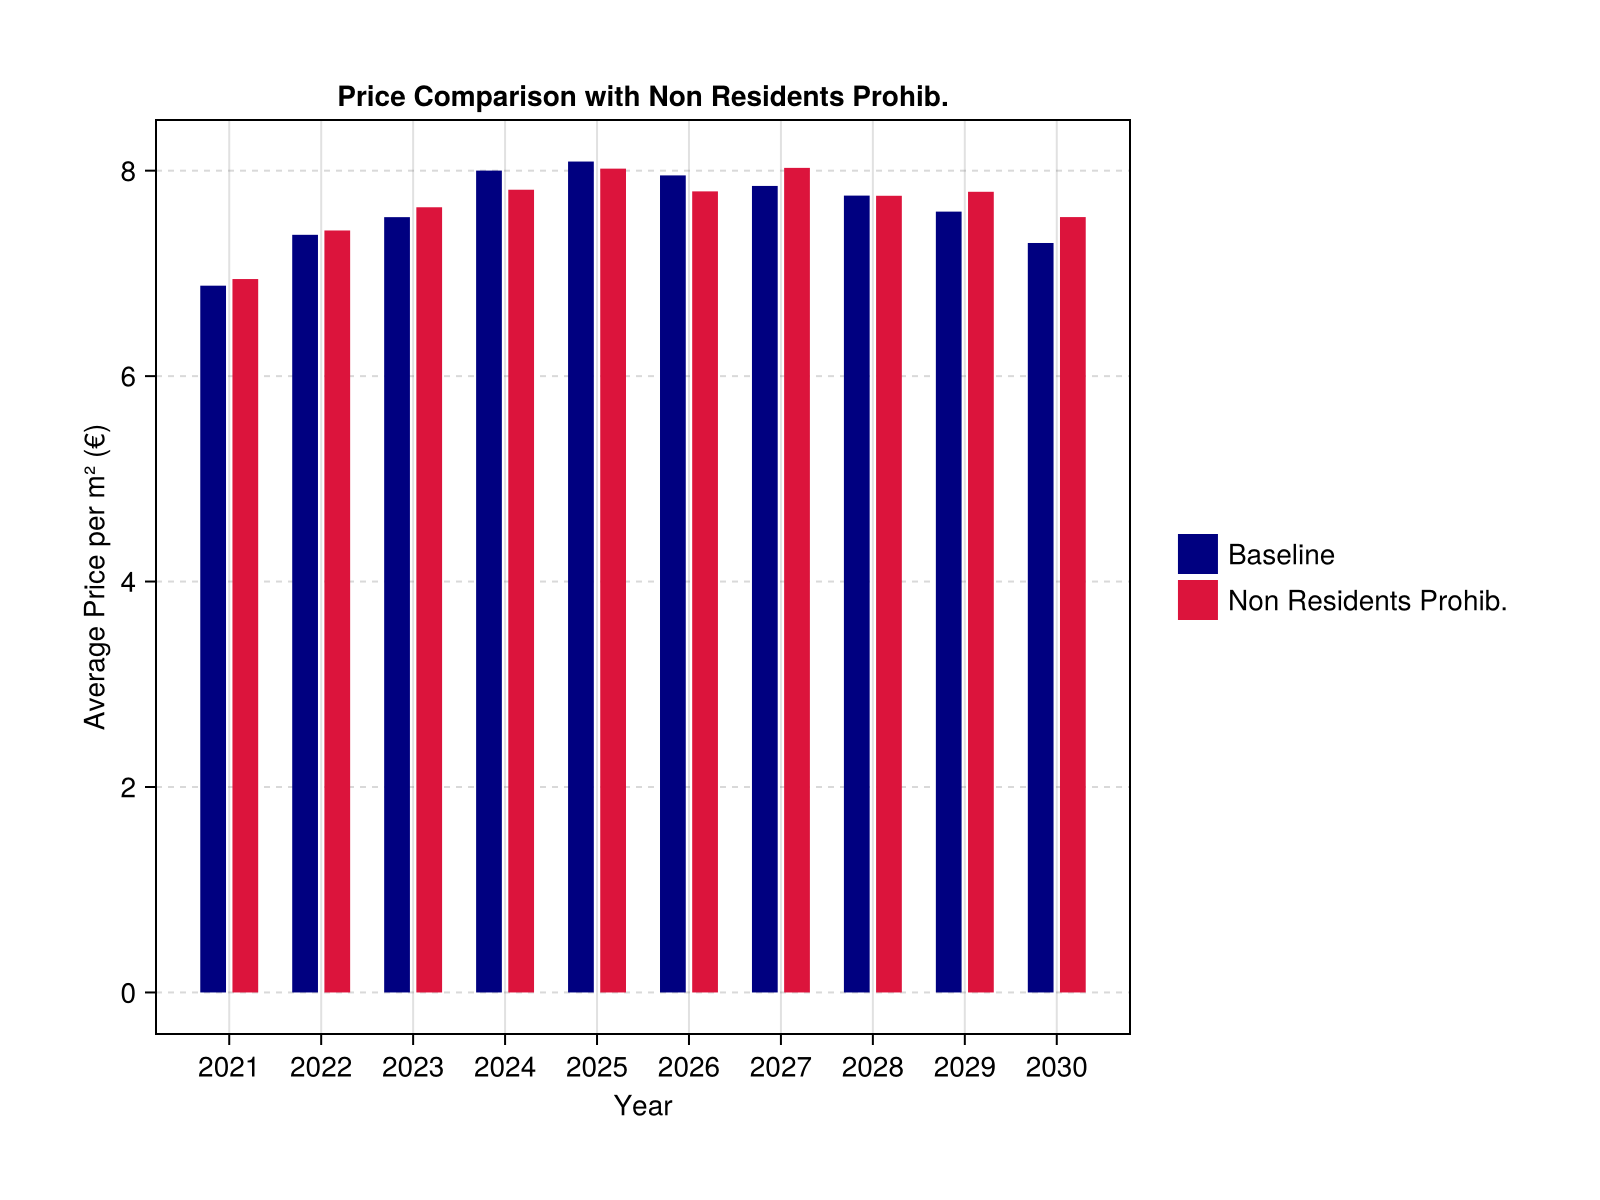 Price Comparison with Non Residents Prohib.
8
6
4
2
0
Average Price per m² (€)
2021 2022 2023 2024 2025 2026 2027 2028 2029 2030
Year
Baseline
Non Residents Prohib.